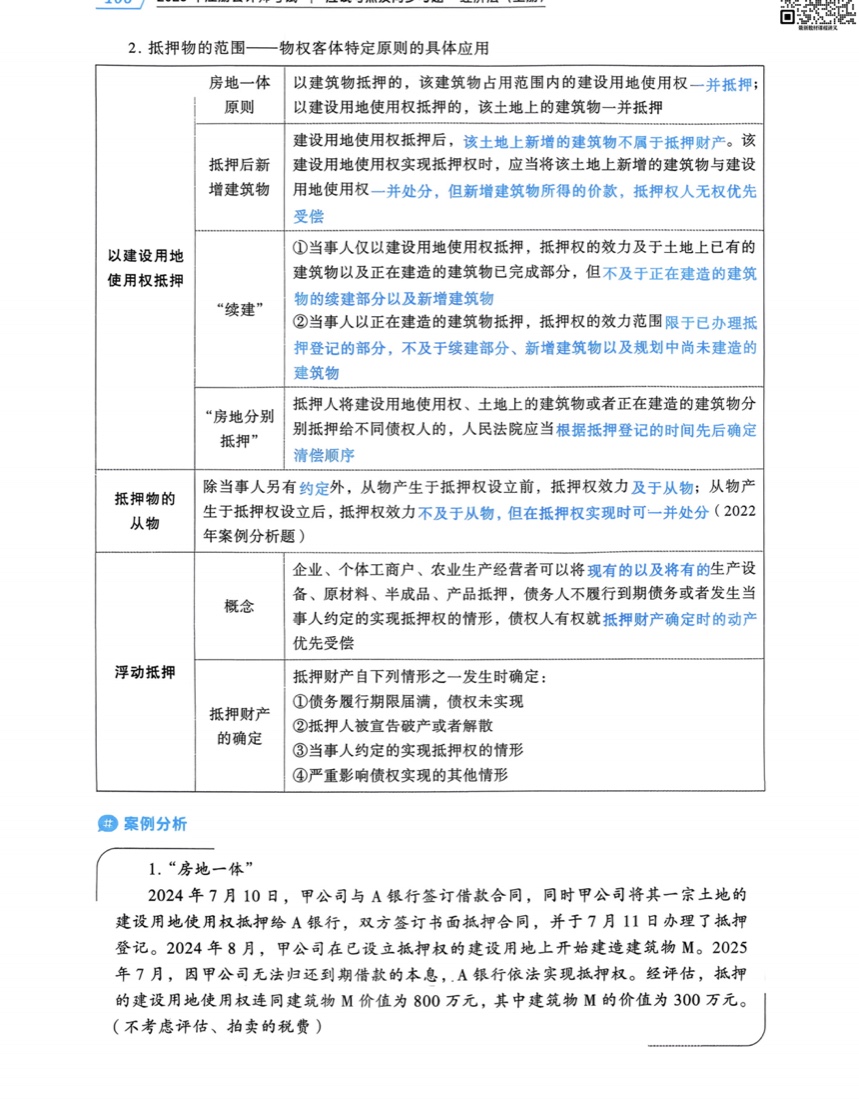 2. 抵押物的范围——物权客体特定原则的具体应用
以建设用地
使用权抵押
房地一体
原则
以建筑物抵押的，该建筑物占用范围内的建设用地使用权一并抵押；
以建设用地使用权抵押的，该土地上的建筑物一并抵押
抵押后新
增建筑物
建设用地使用权抵押后，该土地上新增的建筑物不属于抵押财产。该
建设用地使用权实现抵押权时，应当将该土地上新增的建筑物与建设
用地使用权一并处分，但新增建筑物所得的价款，抵押权人无权优先
受偿
“续建”
①当事人仅以建设用地使用权抵押，抵押权的效力及于土地上已有的
建筑物以及正在建造的建筑物已完成部分，但不及于正在建造的建筑
物的续建部分以及新增建筑物
②当事人以正在建造的建筑物抵押，抵押权的效力范围限于已办理抵
押登记的部分，不及于续建部分、新增建筑物以及规划中尚未建造的
建筑物
“房地分别
抵押”
抵押人将建设用地使用权、土地上的建筑物或者正在建造的建筑物分
别抵押给不同债权人的，人民法院应当根据抵押登记的时间先后确定
清偿顺序
抵押物的
从物
除当事人另有约定外，从物产生于抵押权设立前，抵押权效力及于从物；从物产
生于抵押权设立后，抵押权效力不及于从物，但在抵押权实现时可一并处分（2022
年案例分析题）
浮动抵押
概念
企业、个体工商户、农业生产经营者可以将现有的以及将有的生产设
备、原材料、半成品、产品抵押，债务人不履行到期债务或者发生当
事人约定的实现抵押权的情形，债权人有权就抵押财产确定时的动产
优先受偿
抵押财产
的确定
抵押财产自下列情形之一发生时确定：
①债务履行期限届满，债权未实现
②抵押人被宣告破产或者解散
③当事人约定的实现抵押权的情形
④严重影响债权实现的其他情形
# 案例分析
1. “房地一体”
2024 年 7 月 10 日，甲公司与 A 银行签订借款合同，同时甲公司将其一宗土地的
建设用地使用权抵押给 A 银行，双方签订书面抵押合同，并于 7 月 11 日办理了抵押
登记。2024 年 8 月，甲公司在已设立抵押权的建设用地上开始建造建筑物 M。2025
年 7 月，因甲公司无法归还到期借款的本息，A 银行依法实现抵押权。经评估，抵押
的建设用地使用权连同建筑物 M 价值为 800 万元，其中建筑物 M 的价值为 300 万元。
（不考虑评估、拍卖的税费）